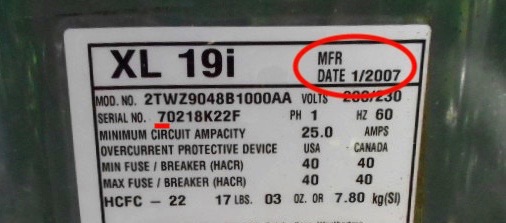 XL 19i
MFR
DATE 1/2007
MOD. NO. 2TWZ9048B1000AA VOLTS 208/230
SERIAL NO. 70218K22F PH 1 HZ 60
MINIMUM CIRCUIT AMPACITY 25.0 AMPS
OVERCURRENT PROTECTIVE DEVICE USA CANADA
MIN FUSE / BREAKER (HACR) 40 40
MAX FUSE / BREAKER (HACR) 40 40
HCFC - 22 17 LBS. 03 OZ. OR 7.80 kg(SI)